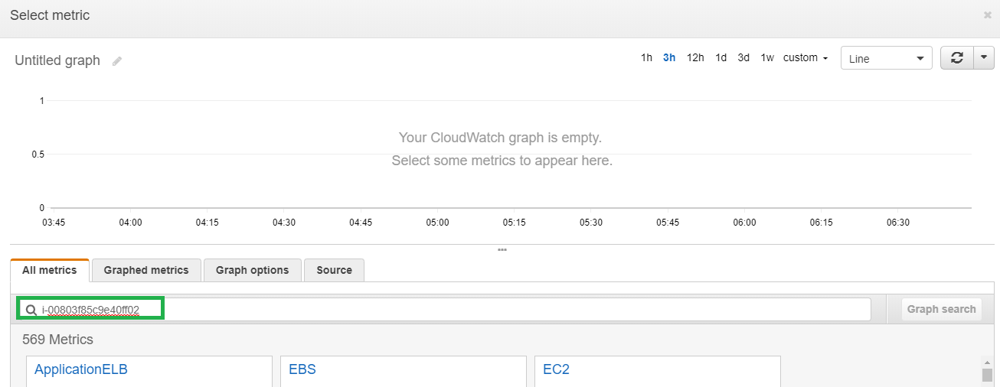 Select metric
×
Untitled graph
1h 3h 12h 1d 3d 1w custom
Line
1
0.5
0
Your CloudWatch graph is empty.
Select some metrics to appear here.
03:45 04:00 04:15 04:30 04:45 05:00 05:15 05:30 05:45 06:00 06:15 06:30
All metrics Graphed metrics Graph options Source
i-00803f85c9e40ff02
Graph search
569 Metrics
ApplicationELB EBS EC2